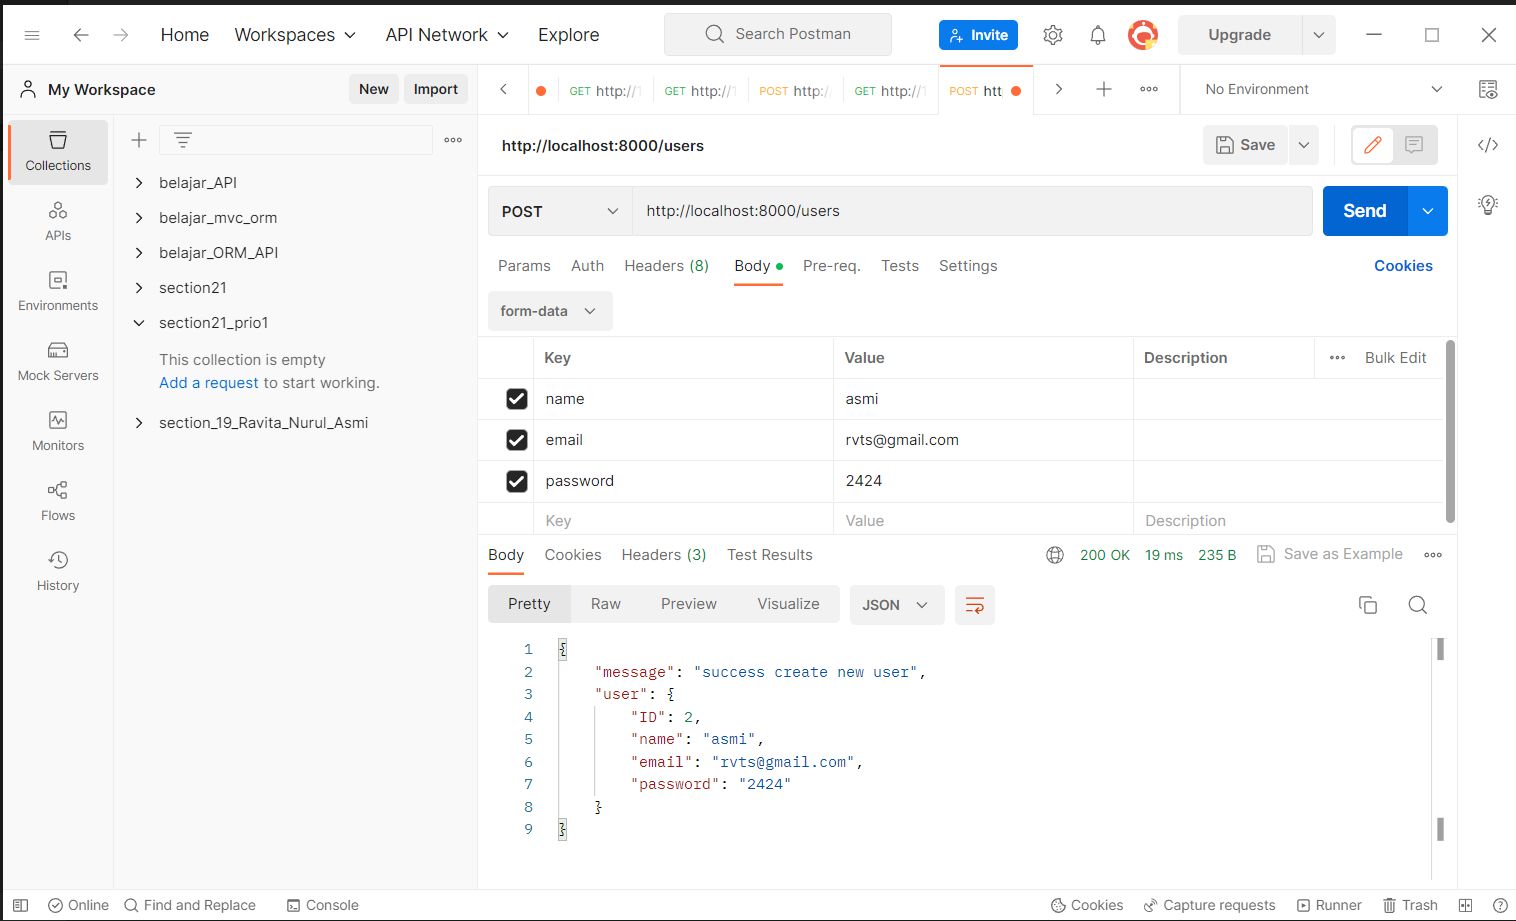 Home Workspaces API Network Explore Search Postman Invite Upgrade
My Workspace New Import GET http:// GET http:// POST http:/ GET http:// POST htt No Environment
Collections
APIs
Environments
Mock Servers
Monitors
Flows
History
belajar_API
belajar_mvc_orm
belajar_ORM_API
section21
section21_prio1
This collection is empty
Add a request to start working.
section_19_Ravita_Nurul_Asmi
http://localhost:8000/users Save </>
POST http://localhost:8000/users Send
Params Auth Headers (8) Body Pre-req. Tests Settings Cookies
form-data
Key Value Description Bulk Edit
name asmi
email rvts@gmail.com
password 2424
Key Value Description
Body Cookies Headers (3) Test Results 200 OK 19 ms 235 B Save as Example
Pretty Raw Preview Visualize JSON
1 {
2 "message": "success create new user",
3 "user": {
4 "ID": 2,
5 "name": "asmi",
6 "email": "rvts@gmail.com",
7 "password": "2424"
8 }
9 }
Online Find and Replace Console Cookies Capture requests Runner Trash